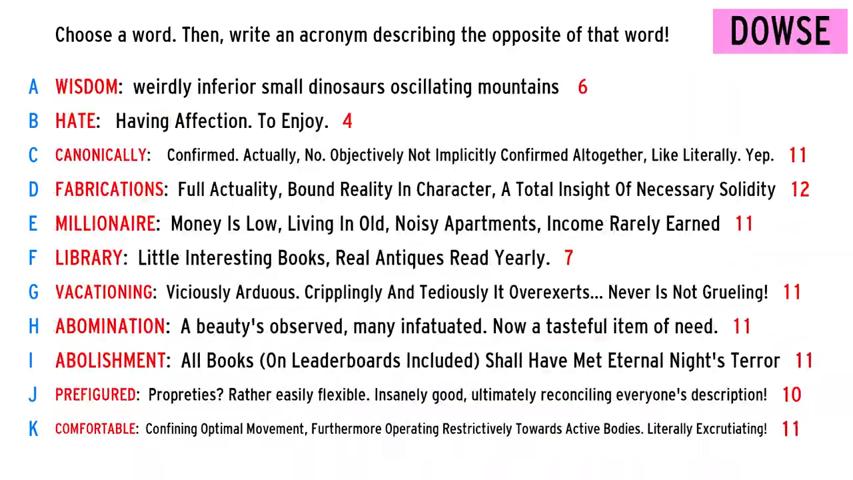 Choose a word. Then, write an acronym describing the opposite of that word!
DOWSE
A WISDOM: weirdly inferior small dinosaurs oscillating mountains 6
B HATE: Having Affection. To Enjoy. 4
C CANONICALLY: Confirmed. Actually, No. Objectively Not Implicitly Confirmed Altogether, Like Literally. Yep. 11
D FABRICATIONS: Full Actuality, Bound Reality In Character, A Total Insight Of Necessary Solidity 12
E MILLIONAIRE: Money Is Low, Living In Old, Noisy Apartments, Income Rarely Earned 11
F LIBRARY: Little Interesting Books, Real Antiques Read Yearly. 7
G VACATIONING: Viciously Arduous. Cripplingly And Tediously It Overexerts... Never Is Not Grueling! 11
H ABOMINATION: A beauty's observed, many infatuated. Now a tasteful item of need. 11
I ABOLISHMENT: All Books (On Leaderboards Included) Shall Have Met Eternal Night's Terror 11
J PREFIGURED: Propreties? Rather easily flexible. Insanely good, ultimately reconciling everyone's description! 10
K COMFORTABLE: Confining Optimal Movement, Furthermore Operating Restrictively Towards Active Bodies. Literally Excrutiating! 11